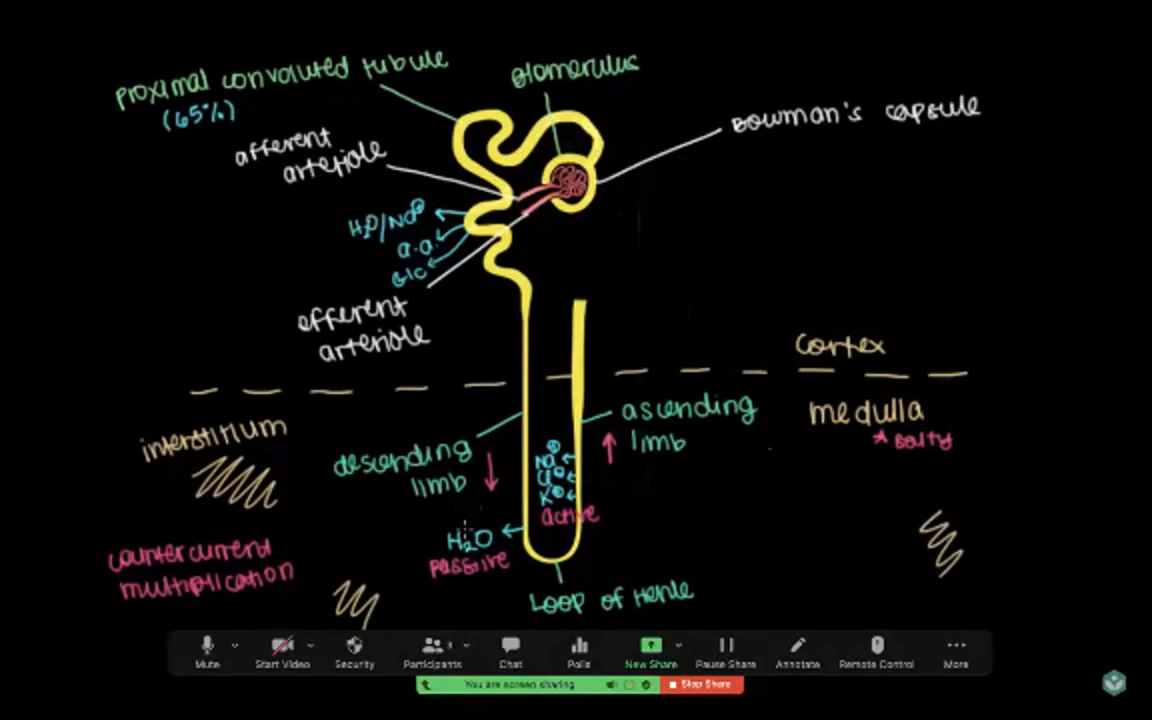 proximal convoluted tubule
(65%)
Glomerulus
Bowman's capsule
afferent
arteriole
H2O/Na⊕
a.a.
Glc
efferent
arteriole
cortex
interstitium
medulla
* salty
descending
limb
ascending
limb
Na⊕
Cl⊖
K⊕
active
H2O
passive
countercurrent
multiplication
Loop of Henle
Mute
Start Video
Security
Participants
Chat
Polls
New Share
Pause Share
Annotate
Remote Control
More
You are screen sharing
Stop Share